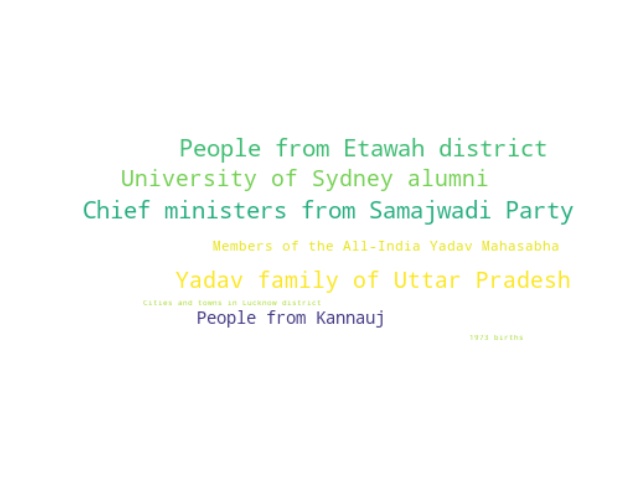 People from Etawah district
University of Sydney alumni
Chief ministers from Samajwadi Party
Members of the All-India Yadav Mahasabha
Yadav family of Uttar Pradesh
Cities and towns in Lucknow district
People from Kannauj
1973 births